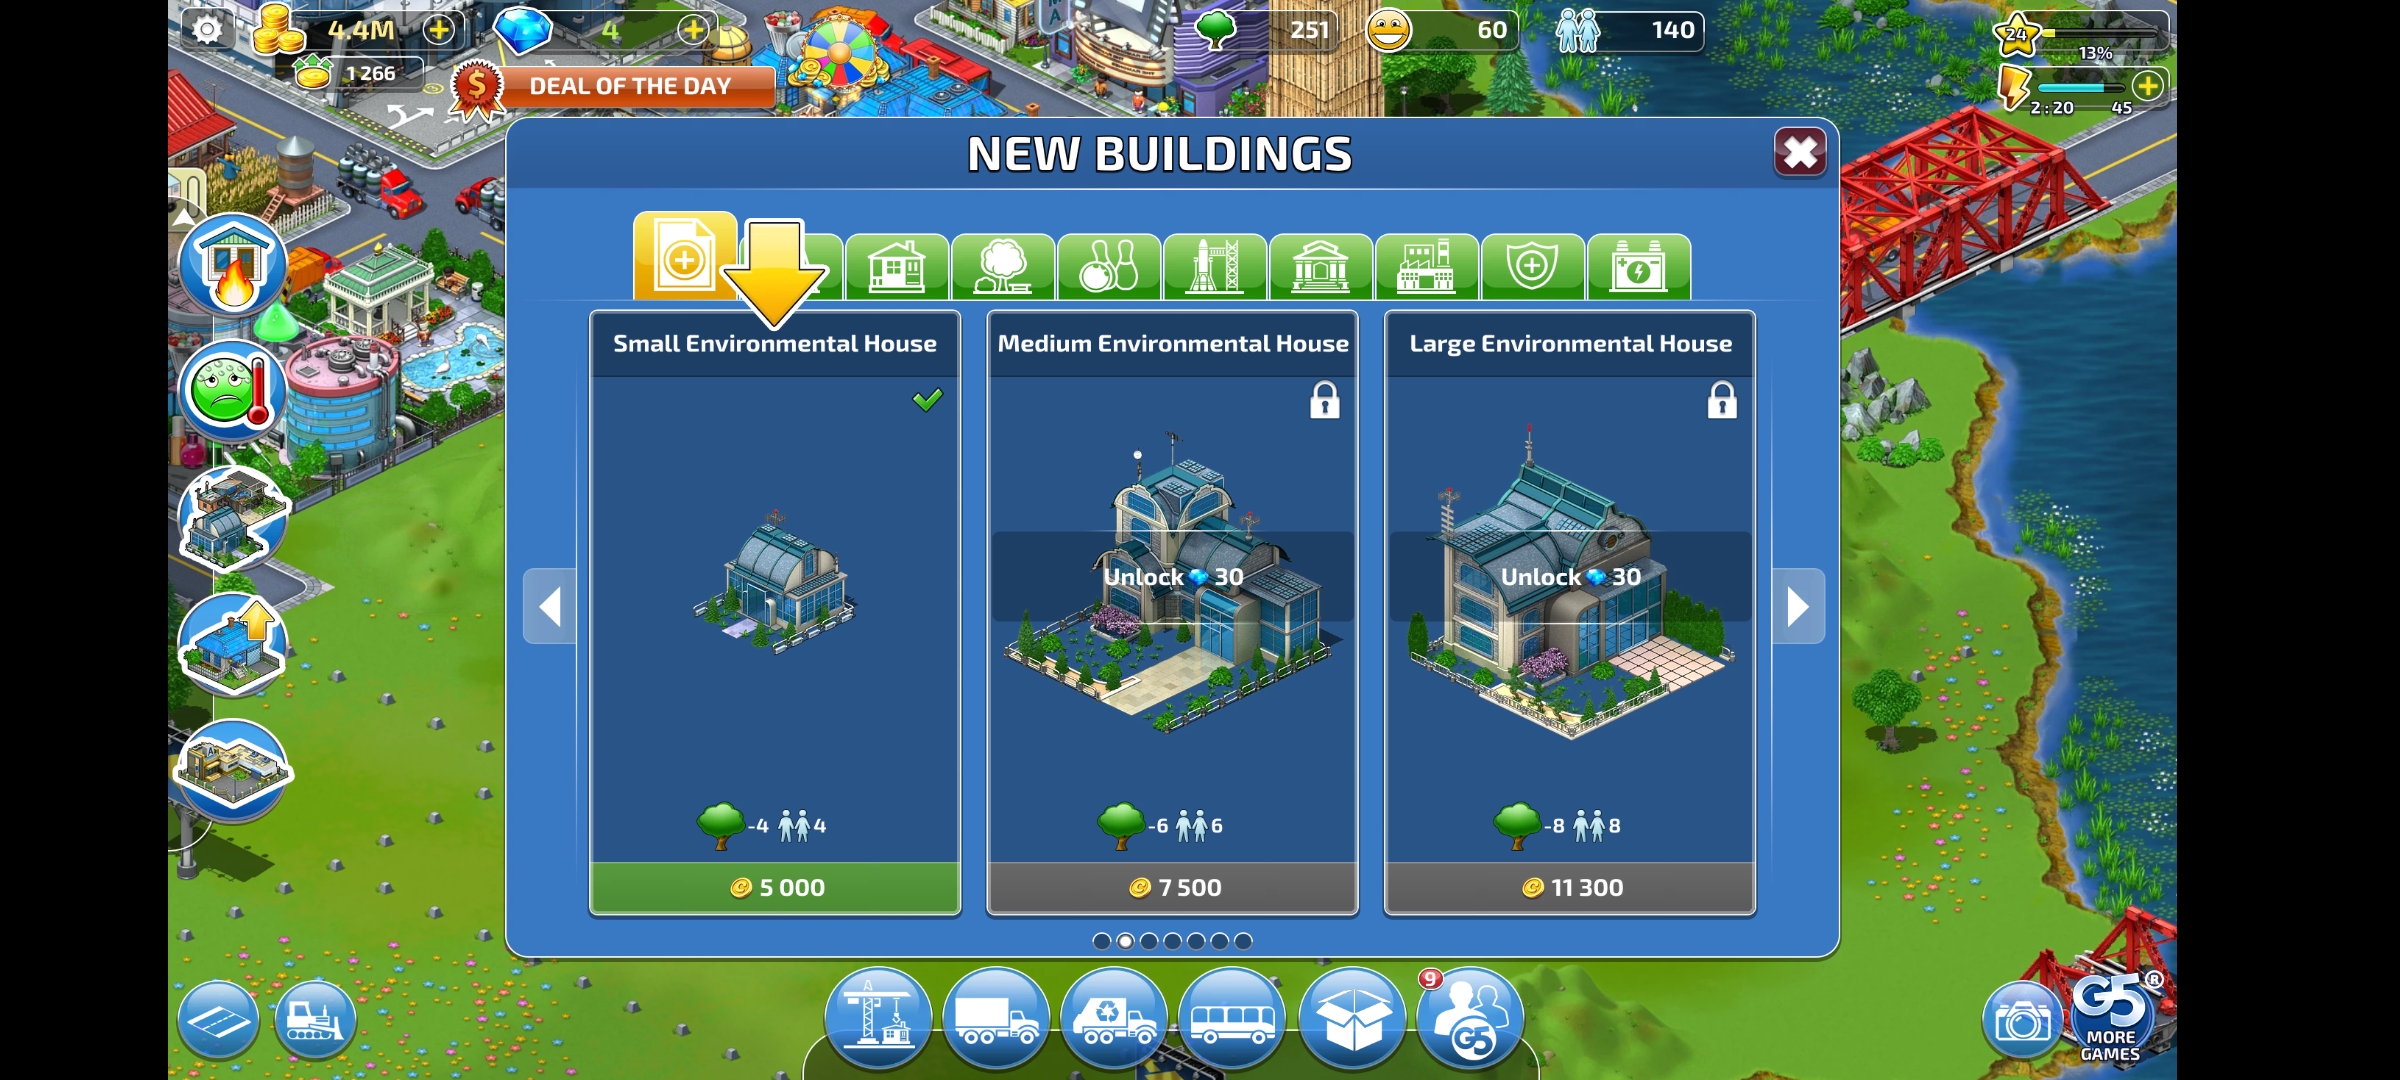 4.4M
4
251
60
140
24
13%
1 266
DEAL OF THE DAY
2:20 45
NEW BUILDINGS
Small Environmental House
Medium Environmental House
Large Environmental House
Unlock 30
Unlock 30
-4 4
-6 6
-8 8
5 000
7 500
11 300
A
9
G5
G5®
MORE
GAMES